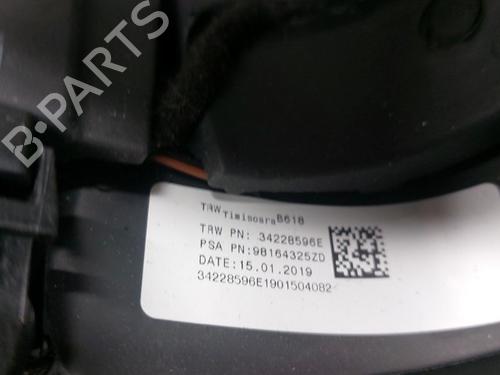 B-PARTS
TRW Timisoara B618
TRW PN: 34228596E
PSA PN:98164325ZD
DATE:15.01.2019
34228596E1901504082